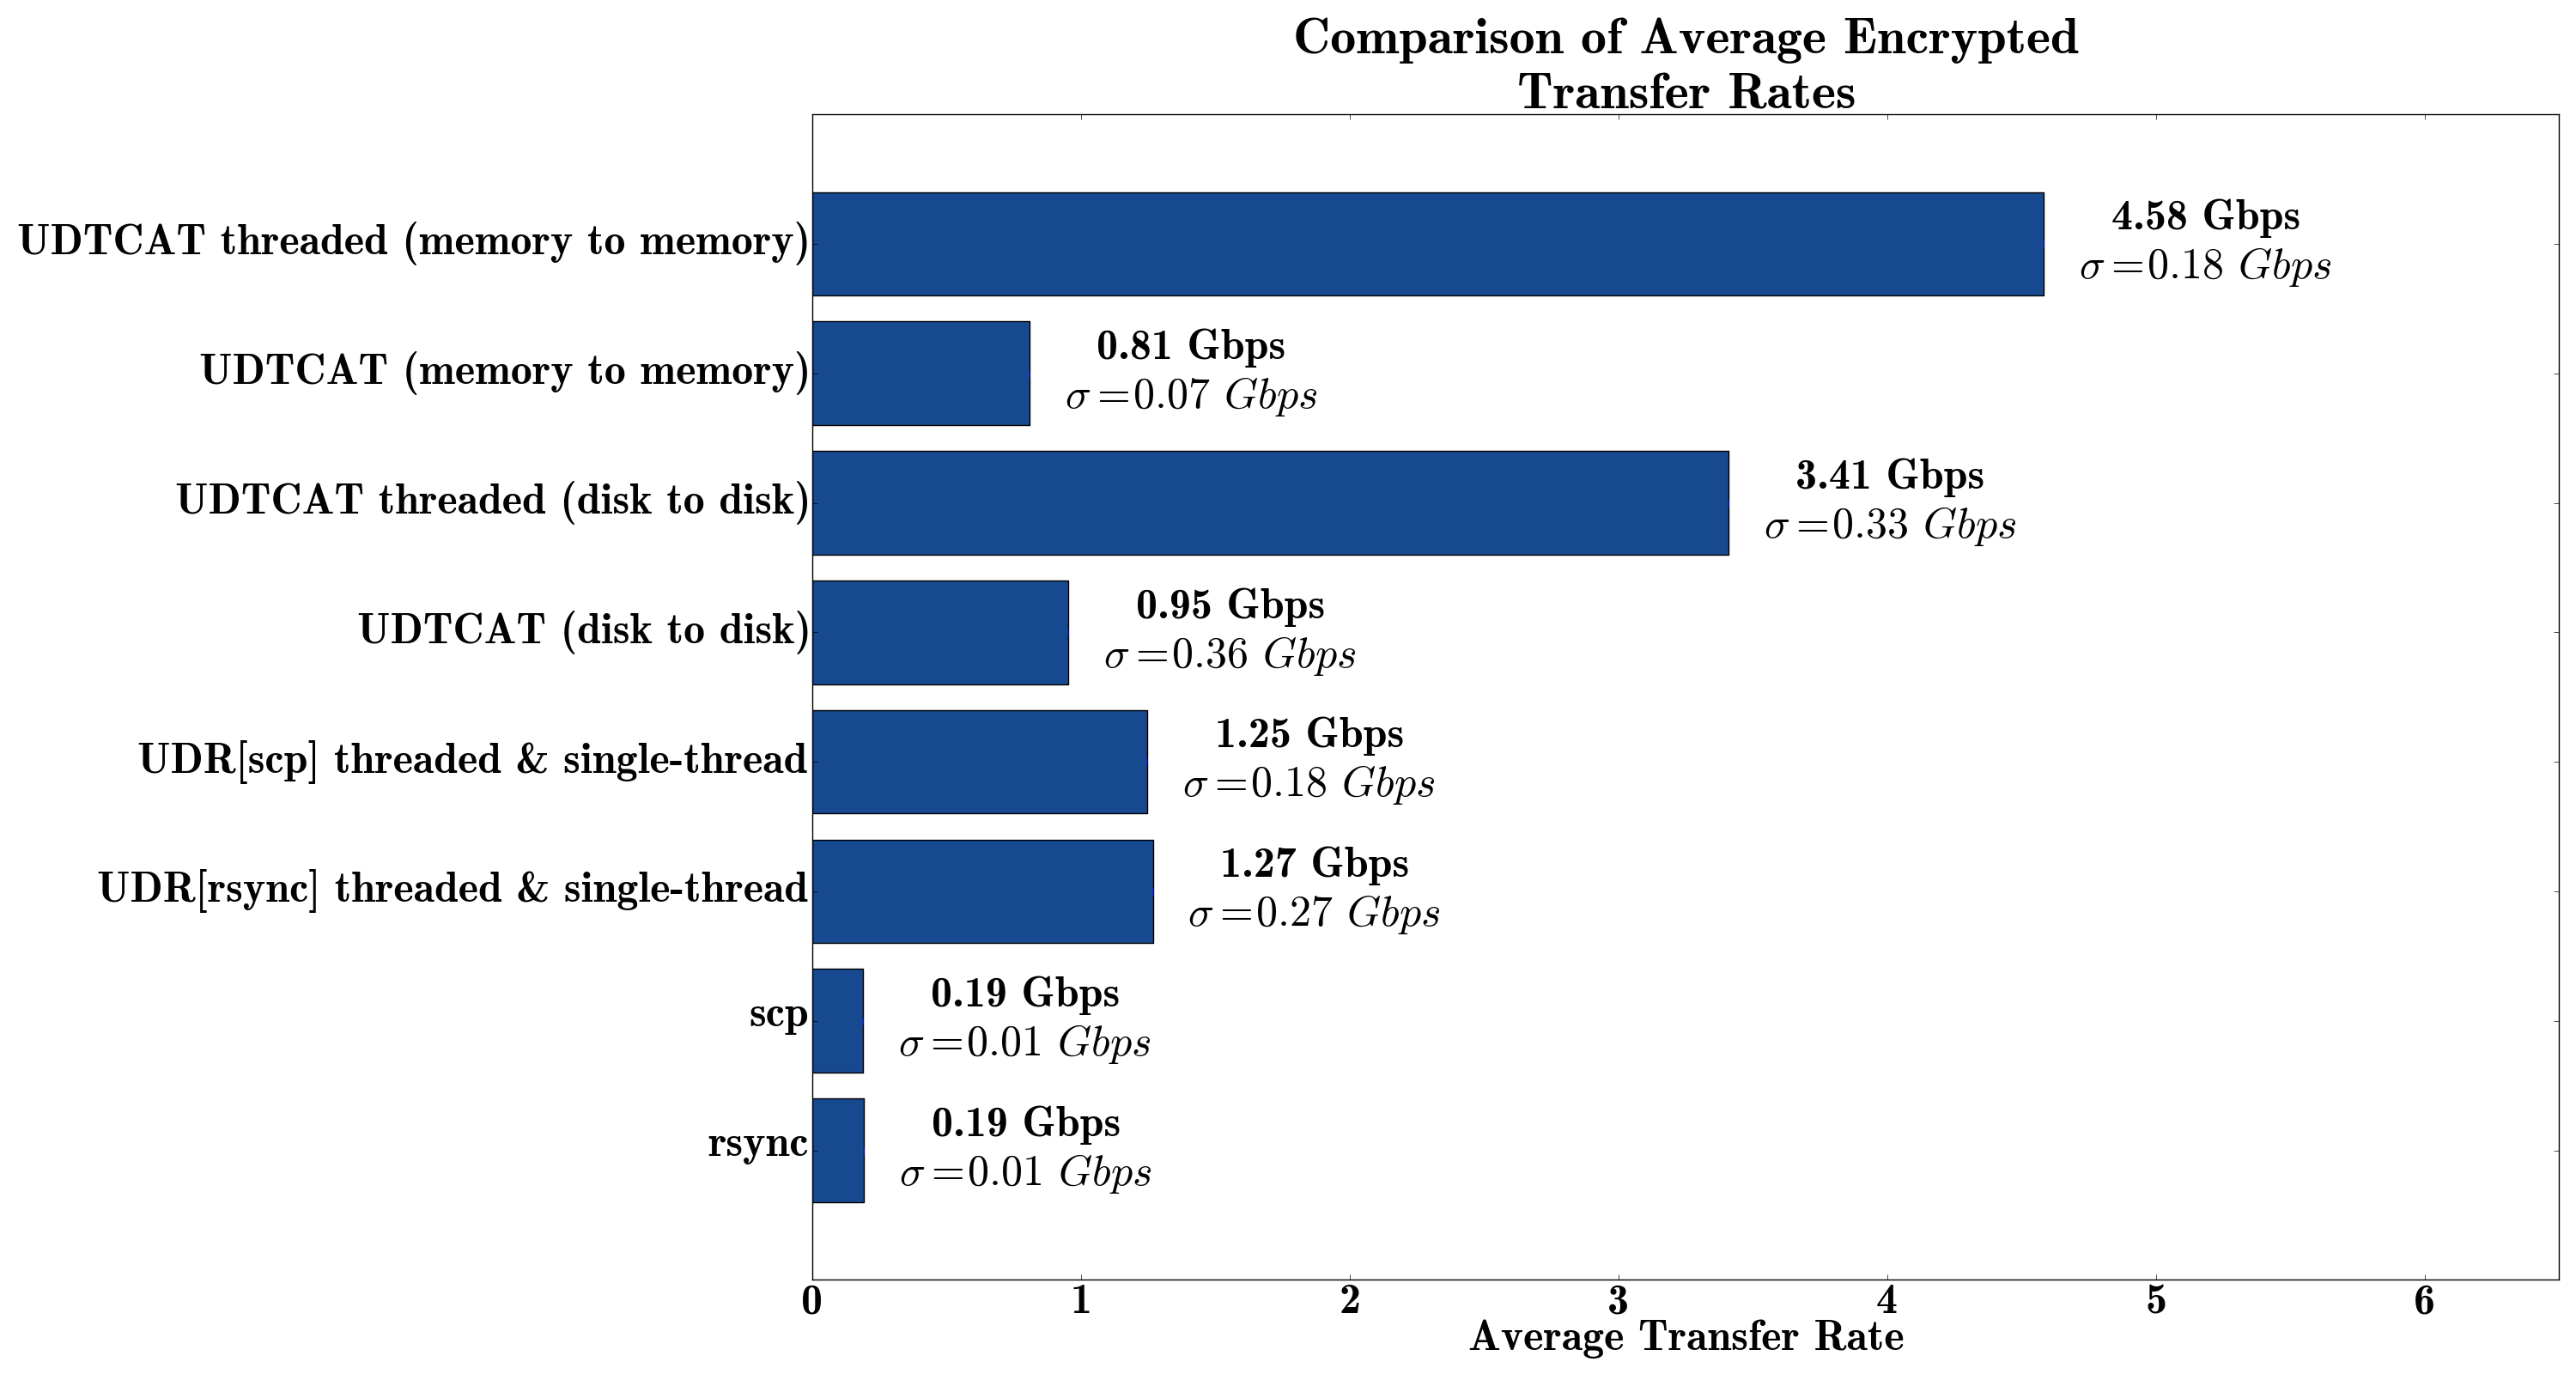 Comparison of Average Encrypted
Transfer Rates
UDTCAT threaded (memory to memory)
4.58 Gbps
σ=0.18 Gbps
UDTCAT (memory to memory)
0.81 Gbps
σ=0.07 Gbps
UDTCAT threaded (disk to disk)
3.41 Gbps
σ=0.33 Gbps
UDTCAT (disk to disk)
0.95 Gbps
σ=0.36 Gbps
UDR[scp] threaded & single-thread
1.25 Gbps
σ=0.18 Gbps
UDR[rsync] threaded & single-thread
1.27 Gbps
σ=0.27 Gbps
scp
0.19 Gbps
σ=0.01 Gbps
rsync
0.19 Gbps
σ=0.01 Gbps
0 1 2 3 4 5 6
Average Transfer Rate